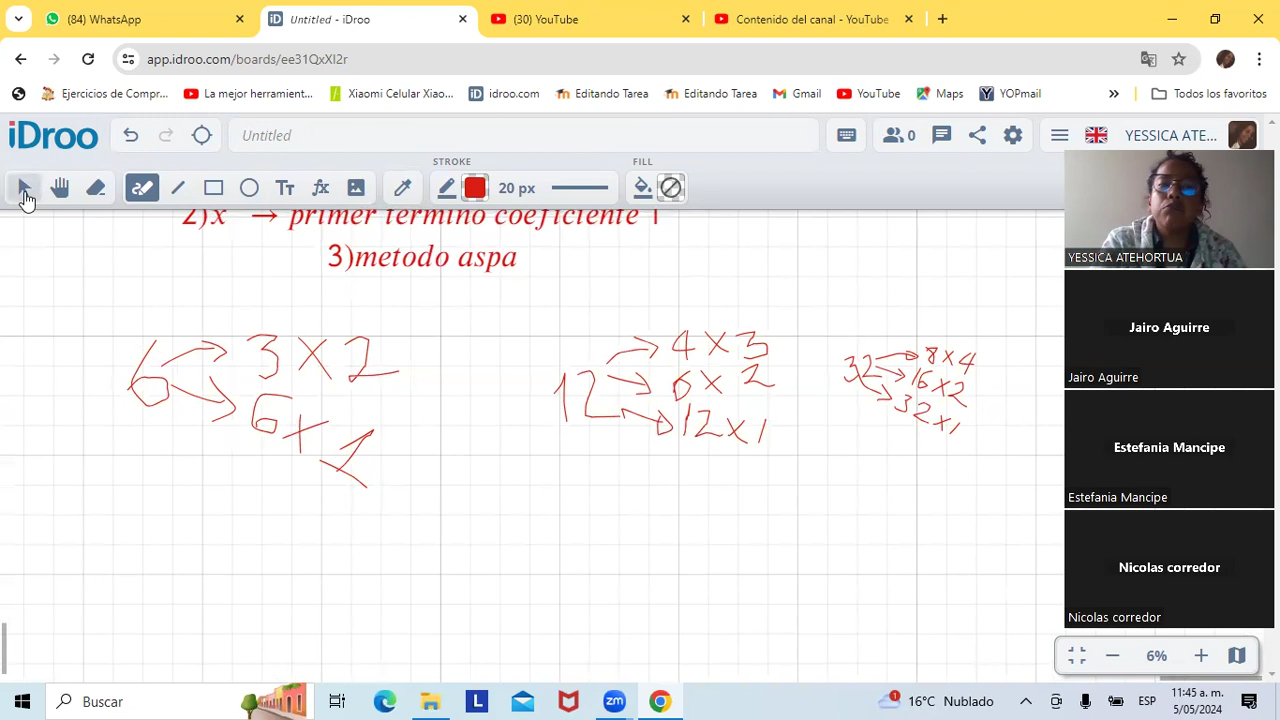 (84) WhatsApp
Untitled - iDroo
(30) YouTube
Contenido del canal - YouTube
app.idroo.com/boards/ee31QxXl2r
Ejercicios de Compr...
La mejor herramient...
Xiaomi Celular Xiao...
idroo.com
Editando Tarea
Editando Tarea
Gmail
YouTube
Maps
YOPmail
Todos los favoritos
iDroo
Untitled
0
YESSICA ATE...
STROKE
20 px
FILL
2)x → primer termino coeficiente 1
3)metodo aspa
6 → 3 X 2
→ 6 x 1
12 → 4 X 3
→ 6 X 2
→ 12 X 1
32 → 8 X 4
→ 16 X 2
→ 32 x 1
YESSICA ATEHORTUA
Jairo Aguirre
Jairo Aguirre
Estefania Mancipe
Estefania Mancipe
Nicolas corredor
Nicolas corredor
6%
Buscar
L
zm
1
16°C Nublado
ESP
11:45 a. m.
5/05/2024